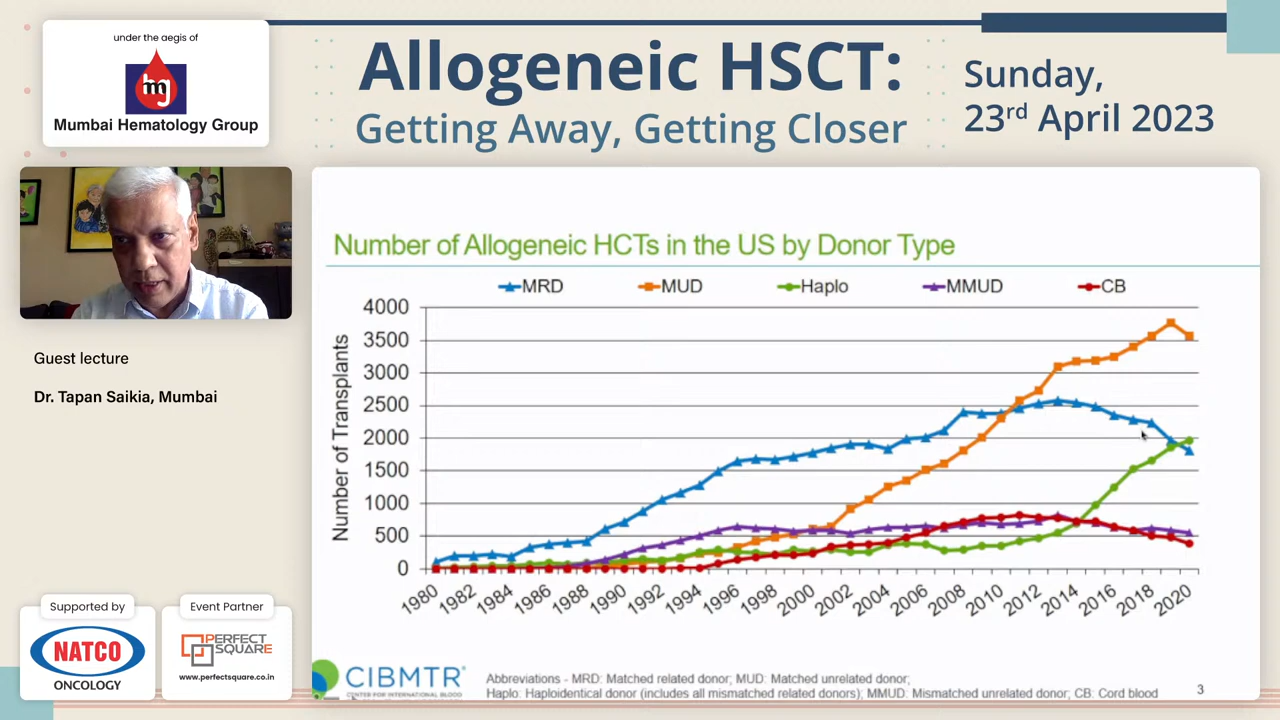 under the aegis of
mg
Mumbai Hematology Group
Allogeneic HSCT:
Getting Away, Getting Closer
Sunday,
23rd April 2023
Guest lecture
Dr. Tapan Saikia, Mumbai
Supported by
NATCO
ONCOLOGY
Event Partner
PERFECT
SQUARE
www.perfectsquare.co.in
Number of Allogeneic HCTs in the US by Donor Type
MRD MUD Haplo MMUD CB
Number of Transplants
4000
3500
3000
2500
2000
1500
1000
500
0
1980 1982 1984 1986 1988 1990 1992 1994 1996 1998 2000 2002 2004 2006 2008 2010 2012 2014 2016 2018 2020
CIBMTR®
CENTER FOR INTERNATIONAL BLOOD
Abbreviations - MRD: Matched related donor; MUD: Matched unrelated donor;
Haplo: Haploidentical donor (includes all mismatched related donors); MMUD: Mismatched unrelated donor; CB: Cord blood
3